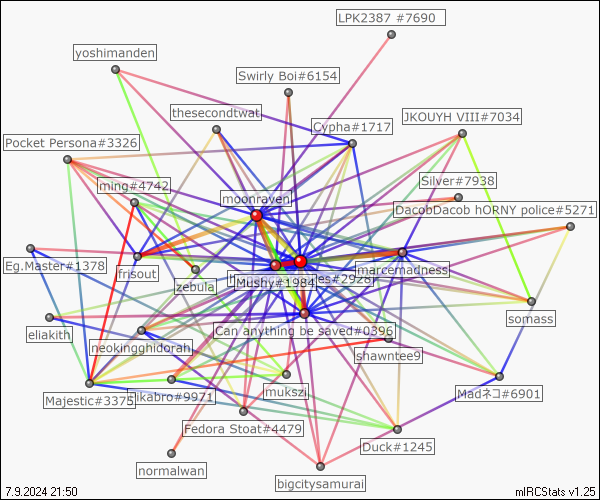 LPK2387 #7690
yoshimanden
Swirly Boi#6154
thesecondtwat
JKOUYH VIII#7034
Cypha#1717
Pocket Persona#3326
Silver#7938
ming#4742
moonraven
DacobDacob hORNY police#5271
Eg.Master#1378
frisout
marcemadness
zebula
Mushy#1984
es#2928
somass
Can anything be saved#0396
eliakith
neokingghidorah
shawntee9
Majestic#3375
ikabro#9971
mukszi
Madネコ#6901
Fedora Stoat#4479
Duck#1245
normalwan
bigcitysamurai
7.9.2024 21:50
mIRCStats v1.25